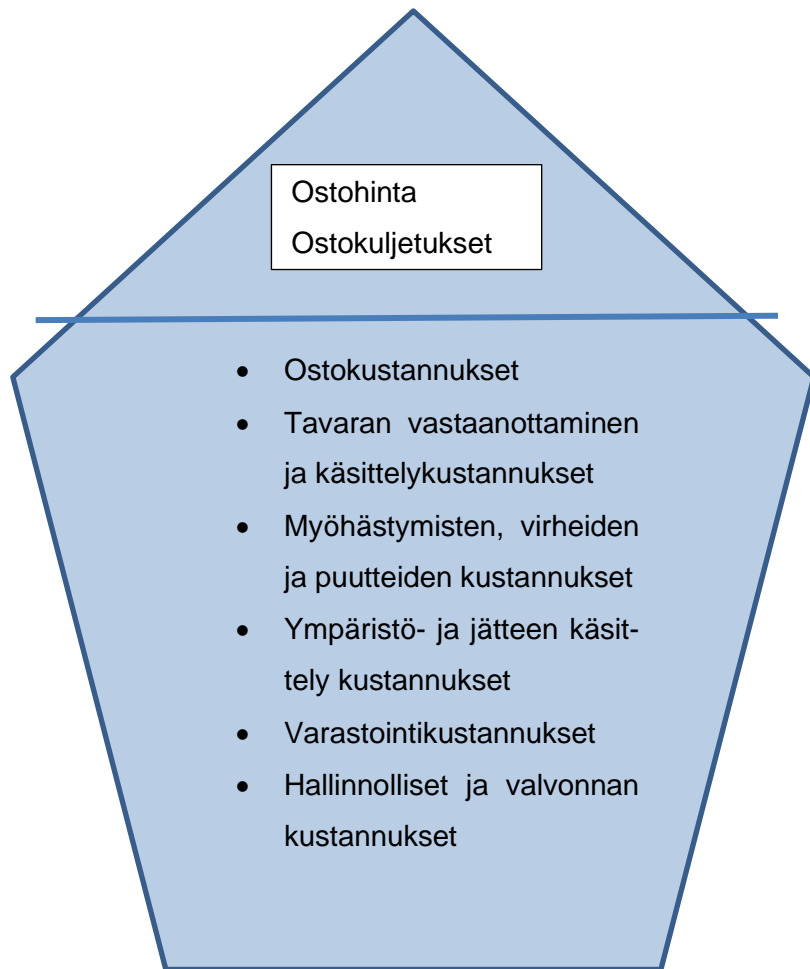 Ostohinta
Ostokuljetukset
• Ostokustannukset
• Tavaran vastaanottaminen
ja käsittelykustannukset
• Myöhästymisten, virheiden
ja puutteiden kustannukset
• Ympäristö- ja jätteen käsit-
tely kustannukset
• Varastointikustannukset
• Hallinnolliset ja valvonnan
kustannukset